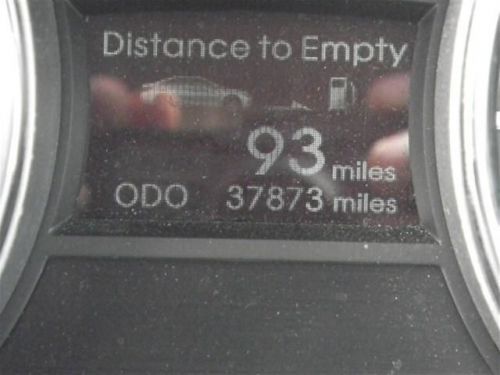 Distance to Empty
93 miles
ODO 37873 miles